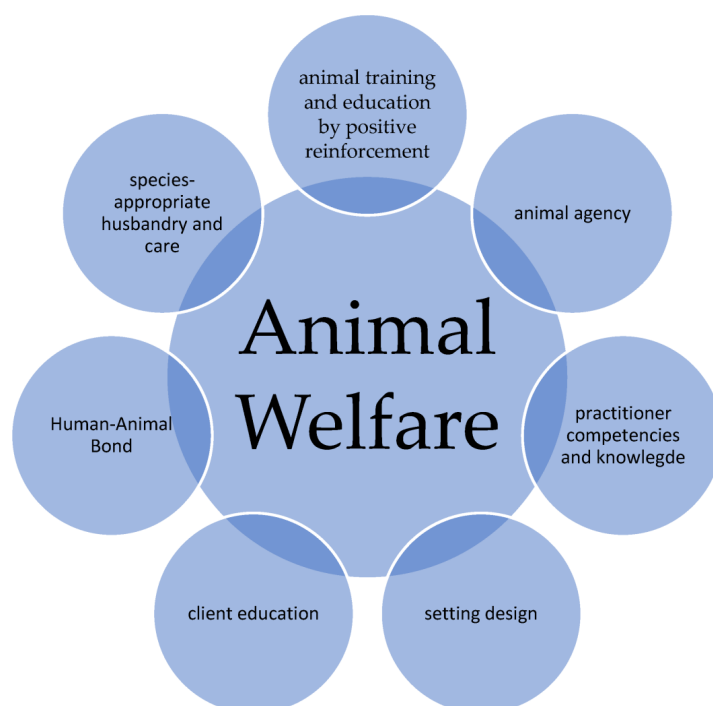 animal training
and education
by positive
reinforcement
animal agency
practitioner
competencies
and knowlegde
setting design
client education
Human-Animal
Bond
species-
appropriate
husbandry and
care
Animal
Welfare